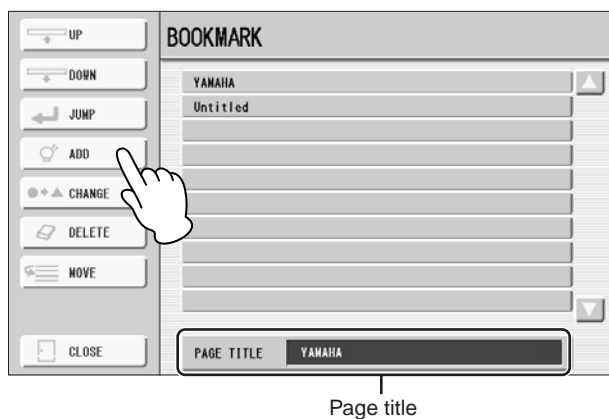 UP
BOOKMARK
DOWN
YAMAHA
JUMP
Untitled
ADD
CHANGE
DELETE
MOVE
CLOSE
PAGE TITLE YAMAHA
Page title